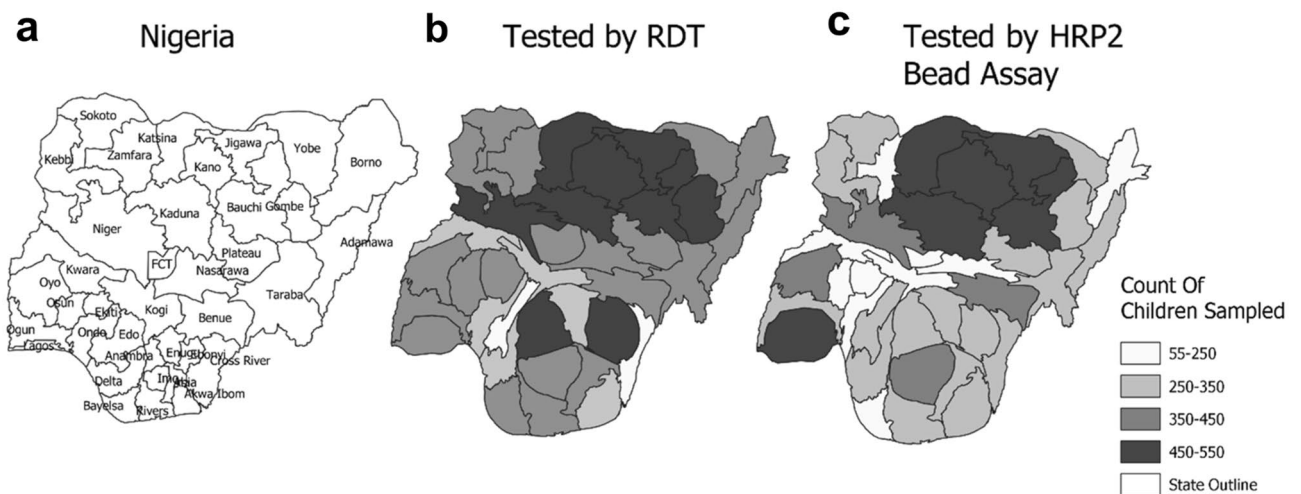 a
Nigeria
b
Tested by RDT
c
Tested by HRP2
Bead Assay
Sokoto
Katsina
Jigawa
Yobe
Borno
Kebbi
Zamfara
Kano
Bauchi
Gombe
Kaduna
Niger
Adamawa
Plateau
FCT
Nasarawa
Kwara
Oyo
Taraba
Osun
Ekiti
Kogi
Benue
Ogun
Ondo
Edo
Lagos
Anambra
Enugu
Ebonyi
Cross River
Delta
Imo
Abia
Akwa Ibom
Bayelsa
Rivers
Count Of
Children Sampled
55-250
250-350
350-450
450-550
State Outline